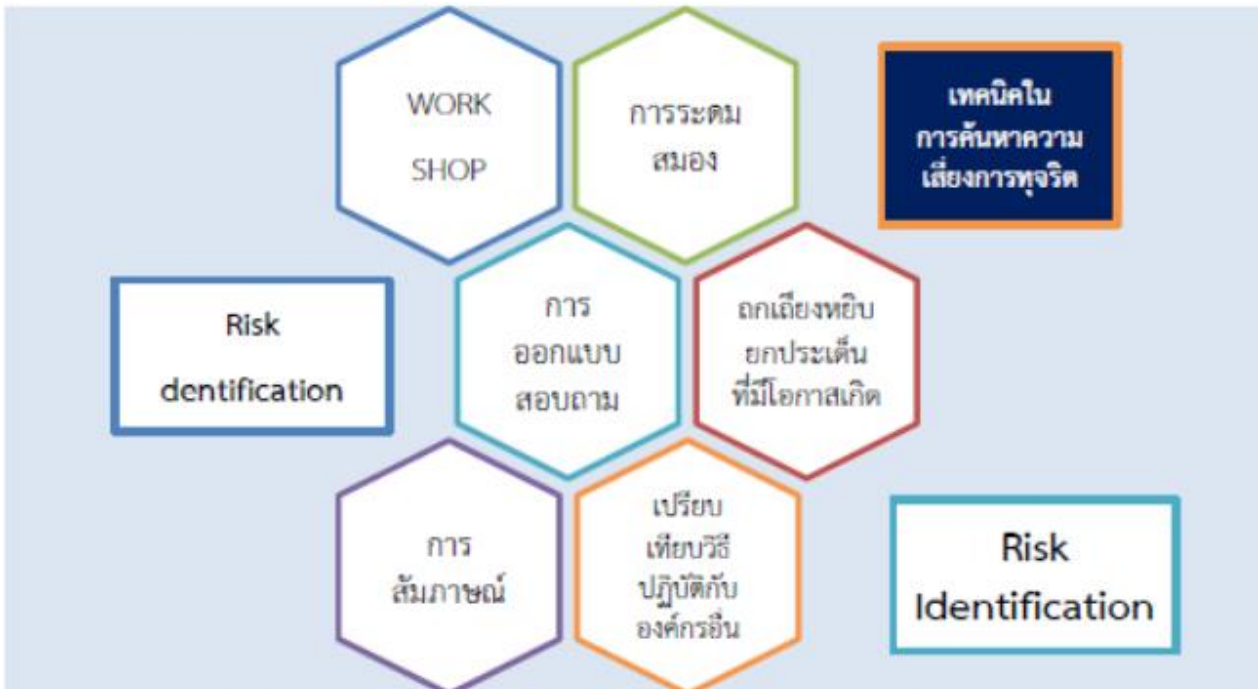 WORK
SHOP
การระดม
สมอง
เทคนิคใน
การค้นหาความ
เสี่ยงการทุจริต
Risk
dentification
การ
ออกแบบ
สอบถาม
ถกเถียงหยิบ
ยกประเด็น
ที่มีโอกาสเกิด
การ
สัมภาษณ์
เปรียบ
เทียบวิธี
ปฏิบัติกับ
องค์กรอื่น
Risk
Identification